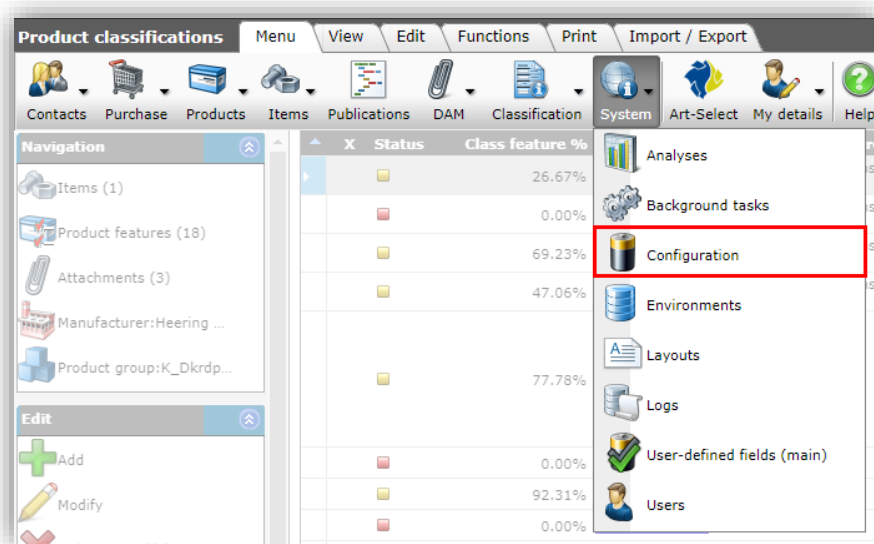 Product classifications Menu View Edit Functions Print Import / Export
Contacts Purchase Products Items Publications DAM Classification System Art-Select My details Help
Navigation
Items (1)
Product features (18)
Attachments (3)
Manufacturer:Heering ...
Product group:K_Dkrdp...
Edit
Add
Modify
X Status Class feature %
26.67%
0.00%
69.23%
47.06%
77.78%
0.00%
92.31%
0.00%
Analyses
Background tasks
Configuration
Environments
Layouts
Logs
User-defined fields (main)
Users